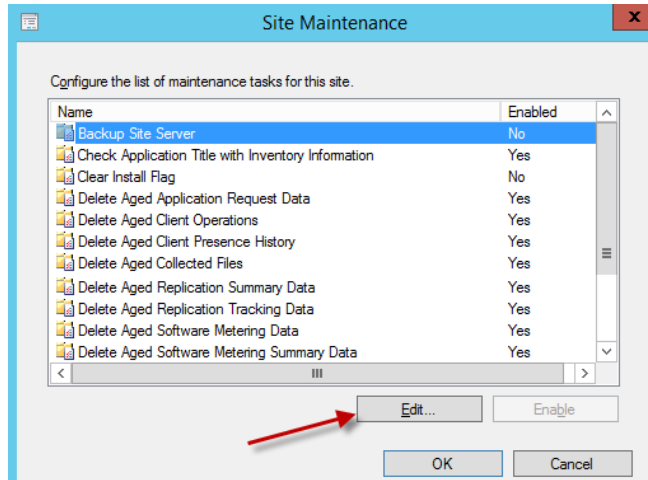 Site Maintenance
x
Configure the list of maintenance tasks for this site.
Name Enabled
Backup Site Server No
Check Application Title with Inventory Information Yes
Clear Install Flag No
Delete Aged Application Request Data Yes
Delete Aged Client Operations Yes
Delete Aged Client Presence History Yes
Delete Aged Collected Files Yes
Delete Aged Replication Summary Data Yes
Delete Aged Replication Tracking Data Yes
Delete Aged Software Metering Data Yes
Delete Aged Software Metering Summary Data Yes
Edit... Enable
OK Cancel